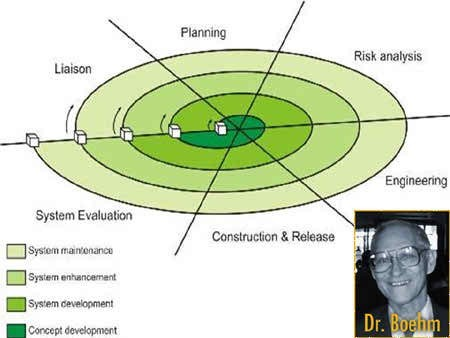 Planning
Liaison
Risk analysis
Engineering
System Evaluation
Construction & Release
System maintenance
System enhancement
System development
Concept development
Dr. Boehm